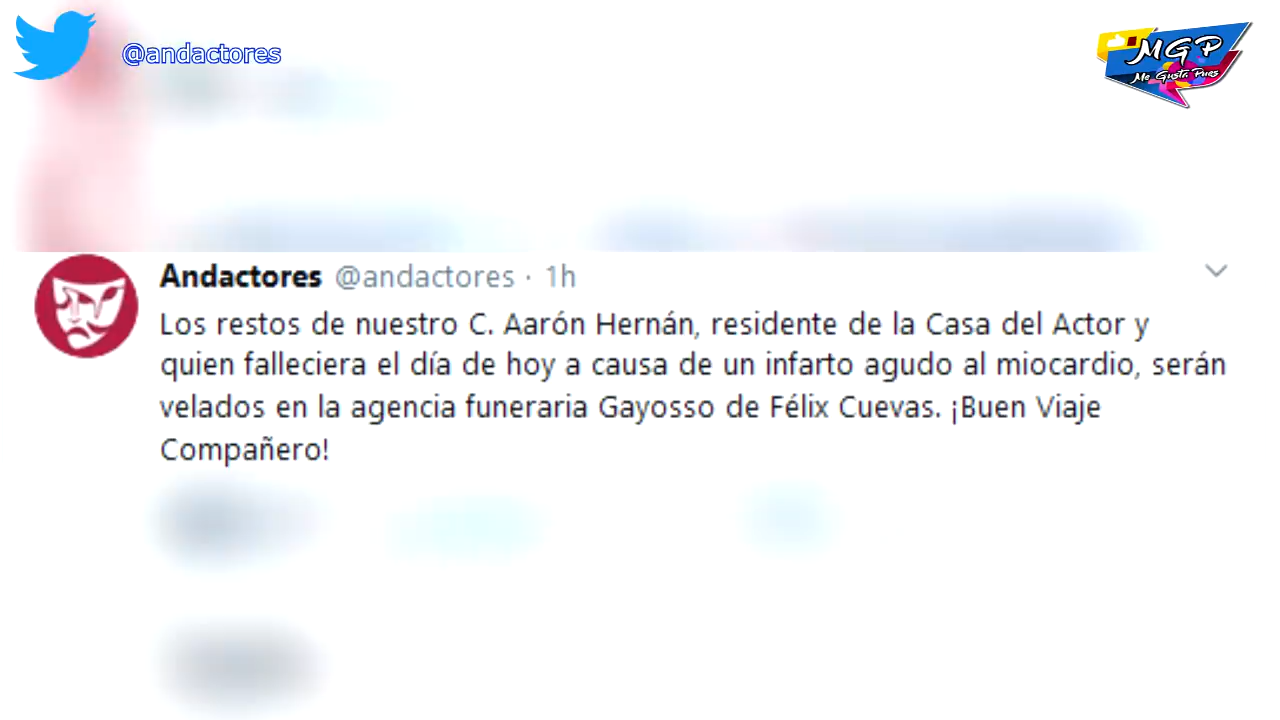 @andactores
MGP
Me Gusta Pues
Andactores @andactores · 1h
Los restos de nuestro C. Aarón Hernán, residente de la Casa del Actor y
quien falleciera el día de hoy a causa de un infarto agudo al miocardio, serán
velados en la agencia funeraria Gayosso de Félix Cuevas. ¡Buen Viaje
Compañero!